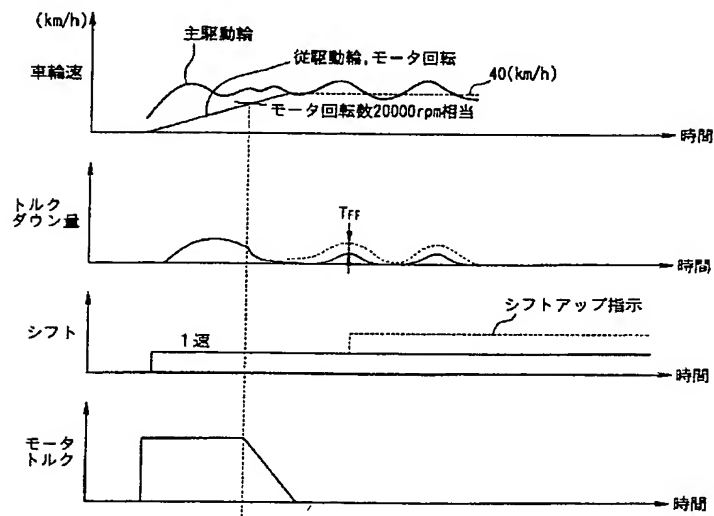 (km/h)
主駆動輪
従駆動輪,モータ回転
車輪速
40(km/h)
モータ回転数20000rpm相当
時間
トルク
ダウン量
TFF
時間
シフトアップ指示
シフト
1速
時間
モータ
トルク
時間